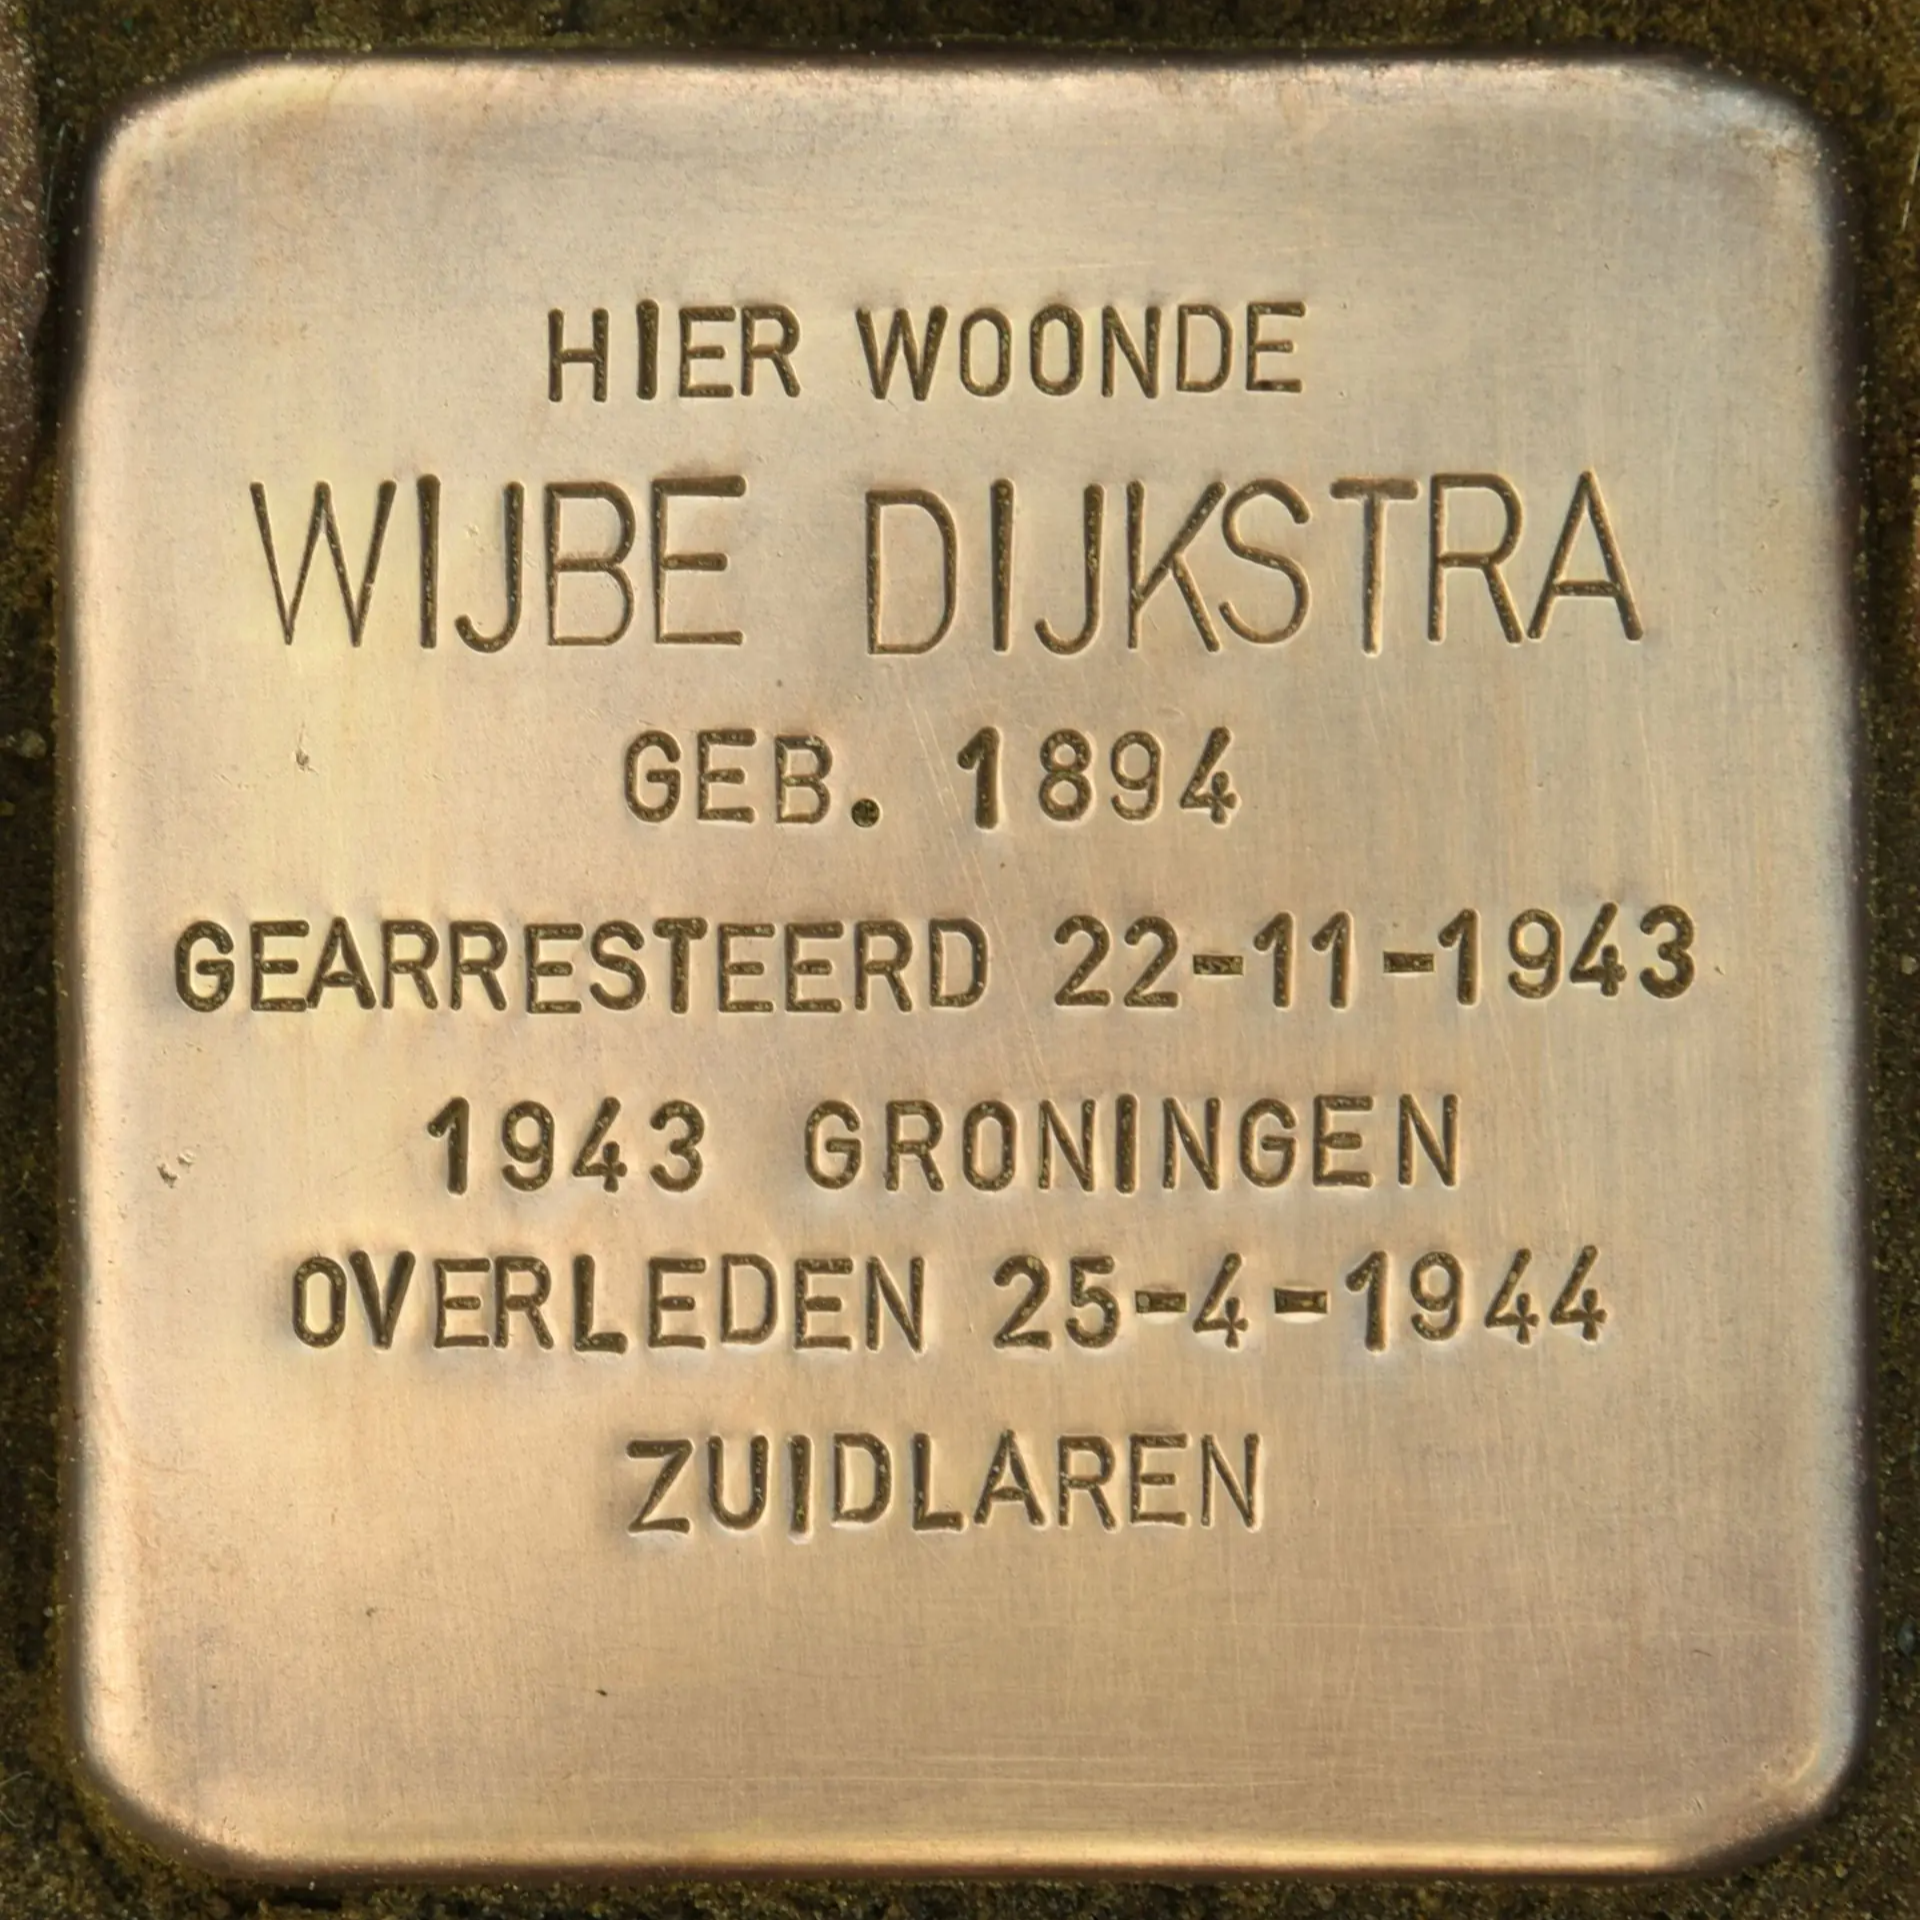 HIER WOONDE
WIJBE DIJKSTRA
GEB. 1894
GEARRESTEERD 22-11-1943
1943 GRONINGEN
OVERLEDEN 25-4-1944
ZUIDLAREN